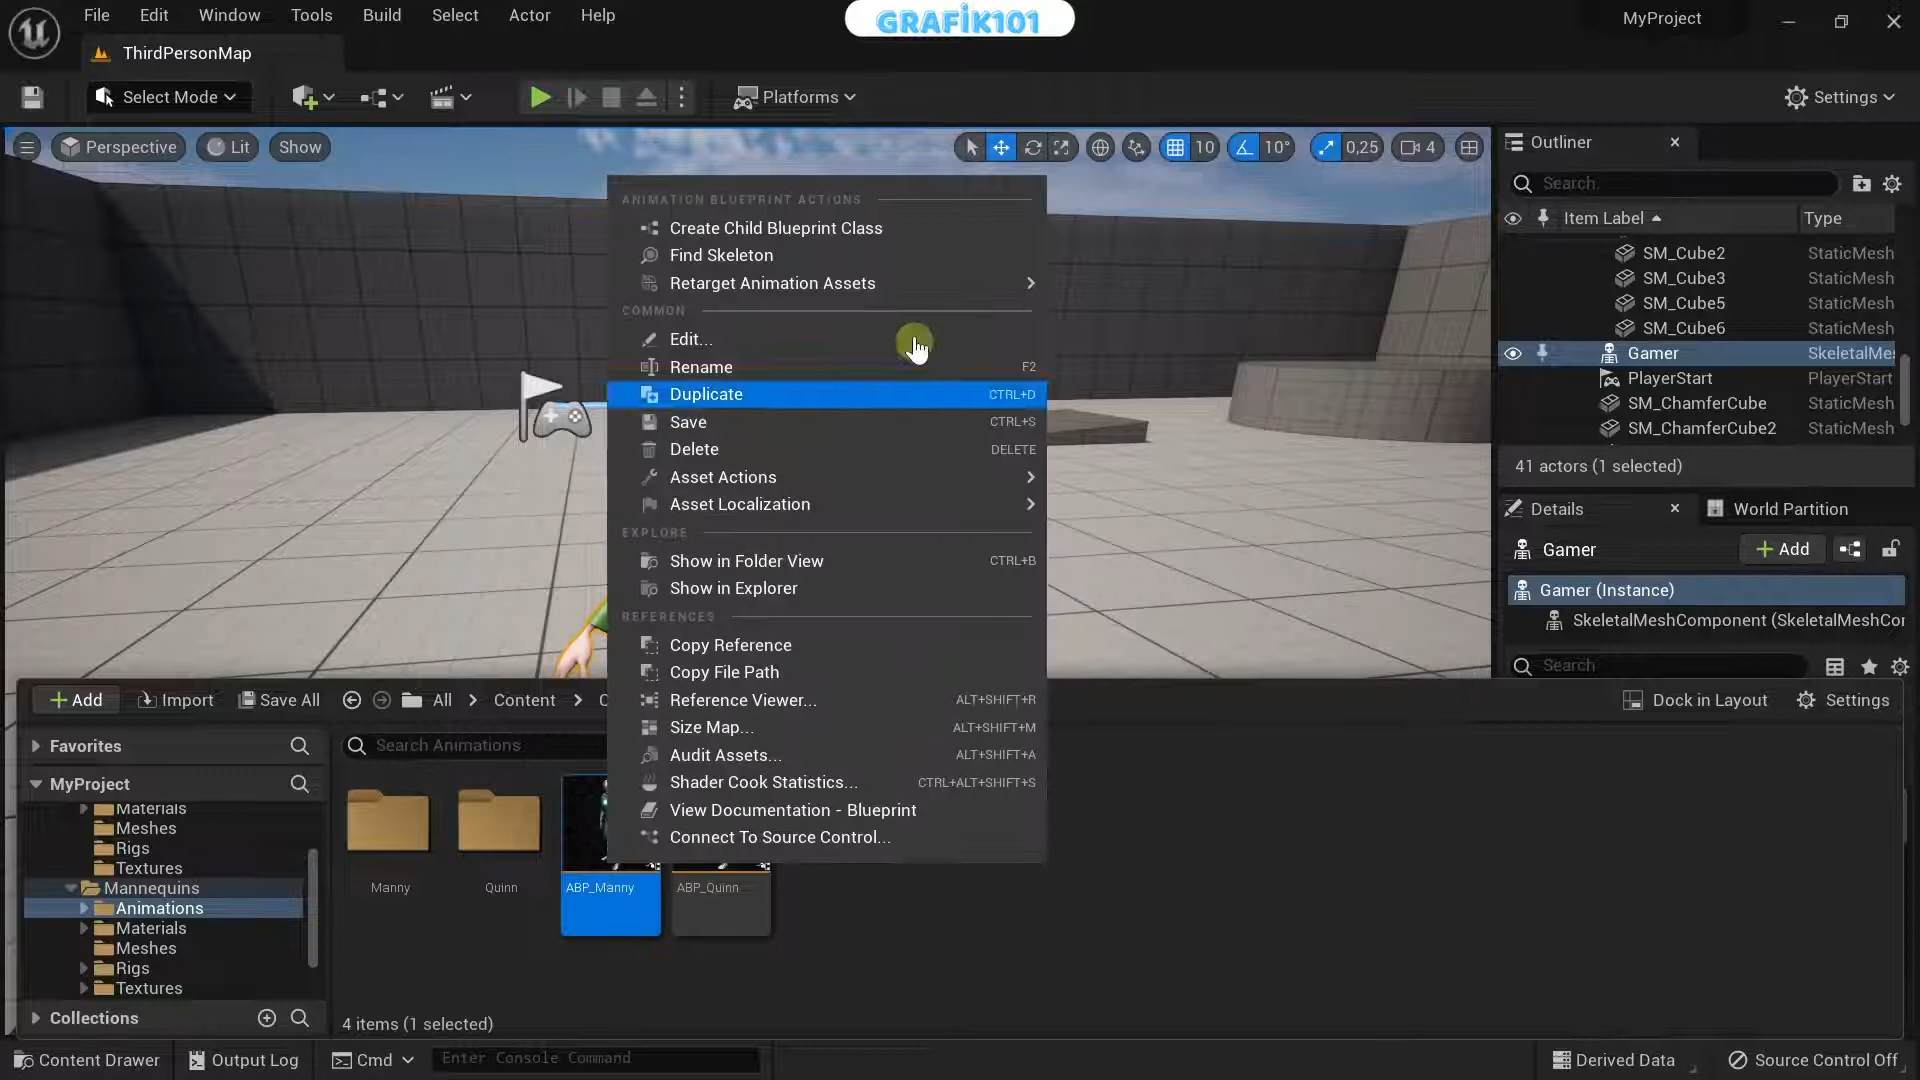 File Edit Window Tools Build Select Actor Help
GRAFİK101
MyProject
ThirdPersonMap
Select Mode
Platforms
Settings
Perspective
Lit
Show
10
10°
0,25
4
Outliner
Search.
Item Label
Type
SM_Cube2 StaticMesh
SM_Cube3 StaticMesh
SM_Cube5 StaticMesh
SM_Cube6 StaticMesh
Gamer SkeletalMe
PlayerStart PlayerStart
SM_ChamferCube StaticMesh
SM_ChamferCube2 StaticMesh
41 actors (1 selected)
Details
World Partition
Gamer
Add
Gamer (Instance)
SkeletalMeshComponent (SkeletalMeshCo
Search
ANIMATION BLUEPRINT ACTIONS
Create Child Blueprint Class
Find Skeleton
Retarget Animation Assets
COMMON
Edit...
Rename F2
Duplicate CTRL+D
Save CTRL+S
Delete DELETE
Asset Actions
Asset Localization
EXPLORE
Show in Folder View CTRL+B
Show in Explorer
REFERENCES
Copy Reference
Copy File Path
Reference Viewer... ALT+SHIFT+R
Size Map... ALT+SHIFT+M
Audit Assets... ALT+SHIFT+A
Shader Cook Statistics... CTRL+ALT+SHIFT+S
View Documentation - Blueprint
Connect To Source Control...
Add Import Save All All Content
Dock in Layout Settings
Favorites
Search Animations
MyProject
Materials
Meshes
Rigs
Textures
Mannequins
Animations
Materials
Meshes
Rigs
Textures
Collections
Manny
Quinn
ABP_Manny
ABP_Quinn
4 items (1 selected)
Content Drawer Output Log Cmd Enter Console Command
Derived Data Source Control Off